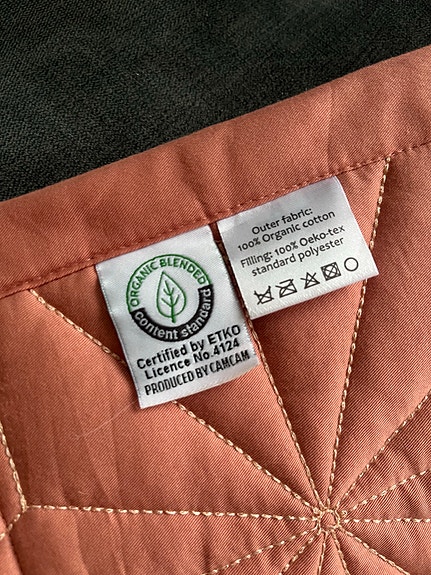 ORGANIC BLENDED
content standard
Certified by ETKO
Licence No.4124
PRODUCED BY CAMCAM
Outer fabric:
100% Organic cotton
Filling: 100% Oeko-tex
standard polyester